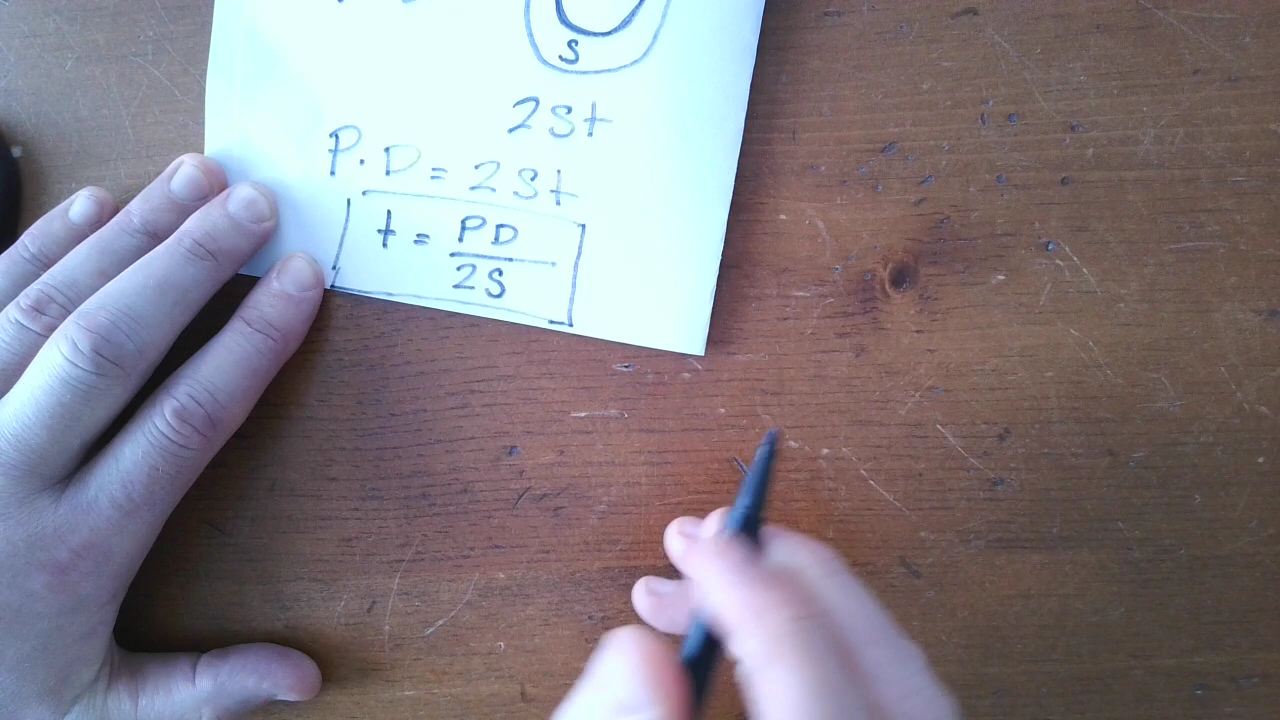 S
2St
P. D = 2St
t = PD
2S